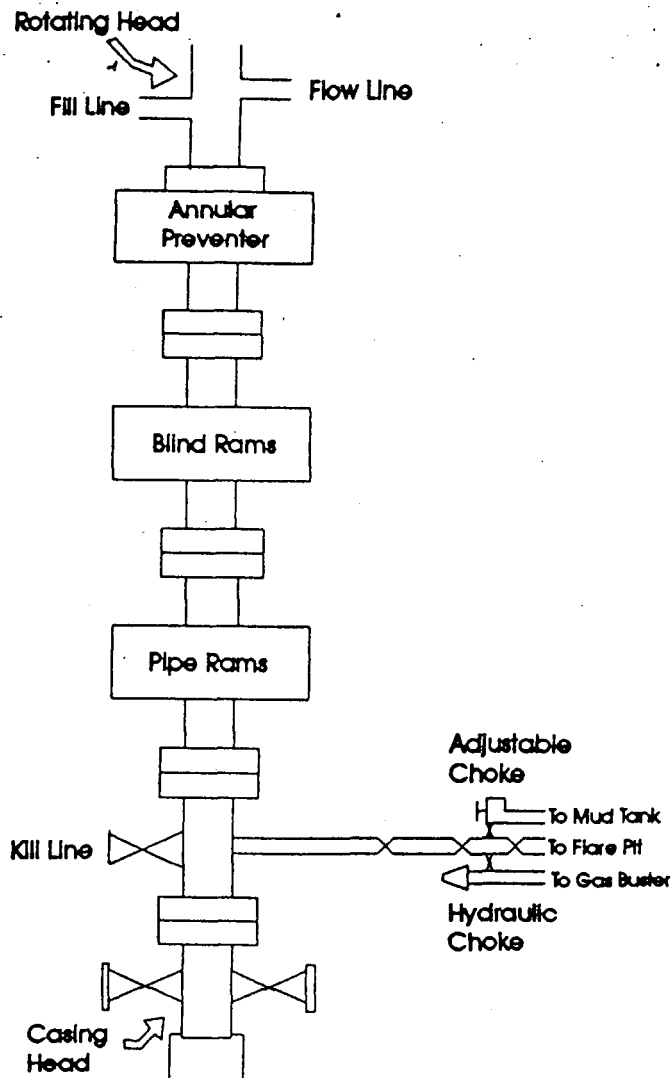 Rotating Head
Flow Line
Fill Line
Annular
Preventer
Blind Rams
Pipe Rams
Adjustable
Choke
To Mud Tank
Kill Line
To Flare Pit
To Gas Buster
Hydraulic
Choke
Casing
Head